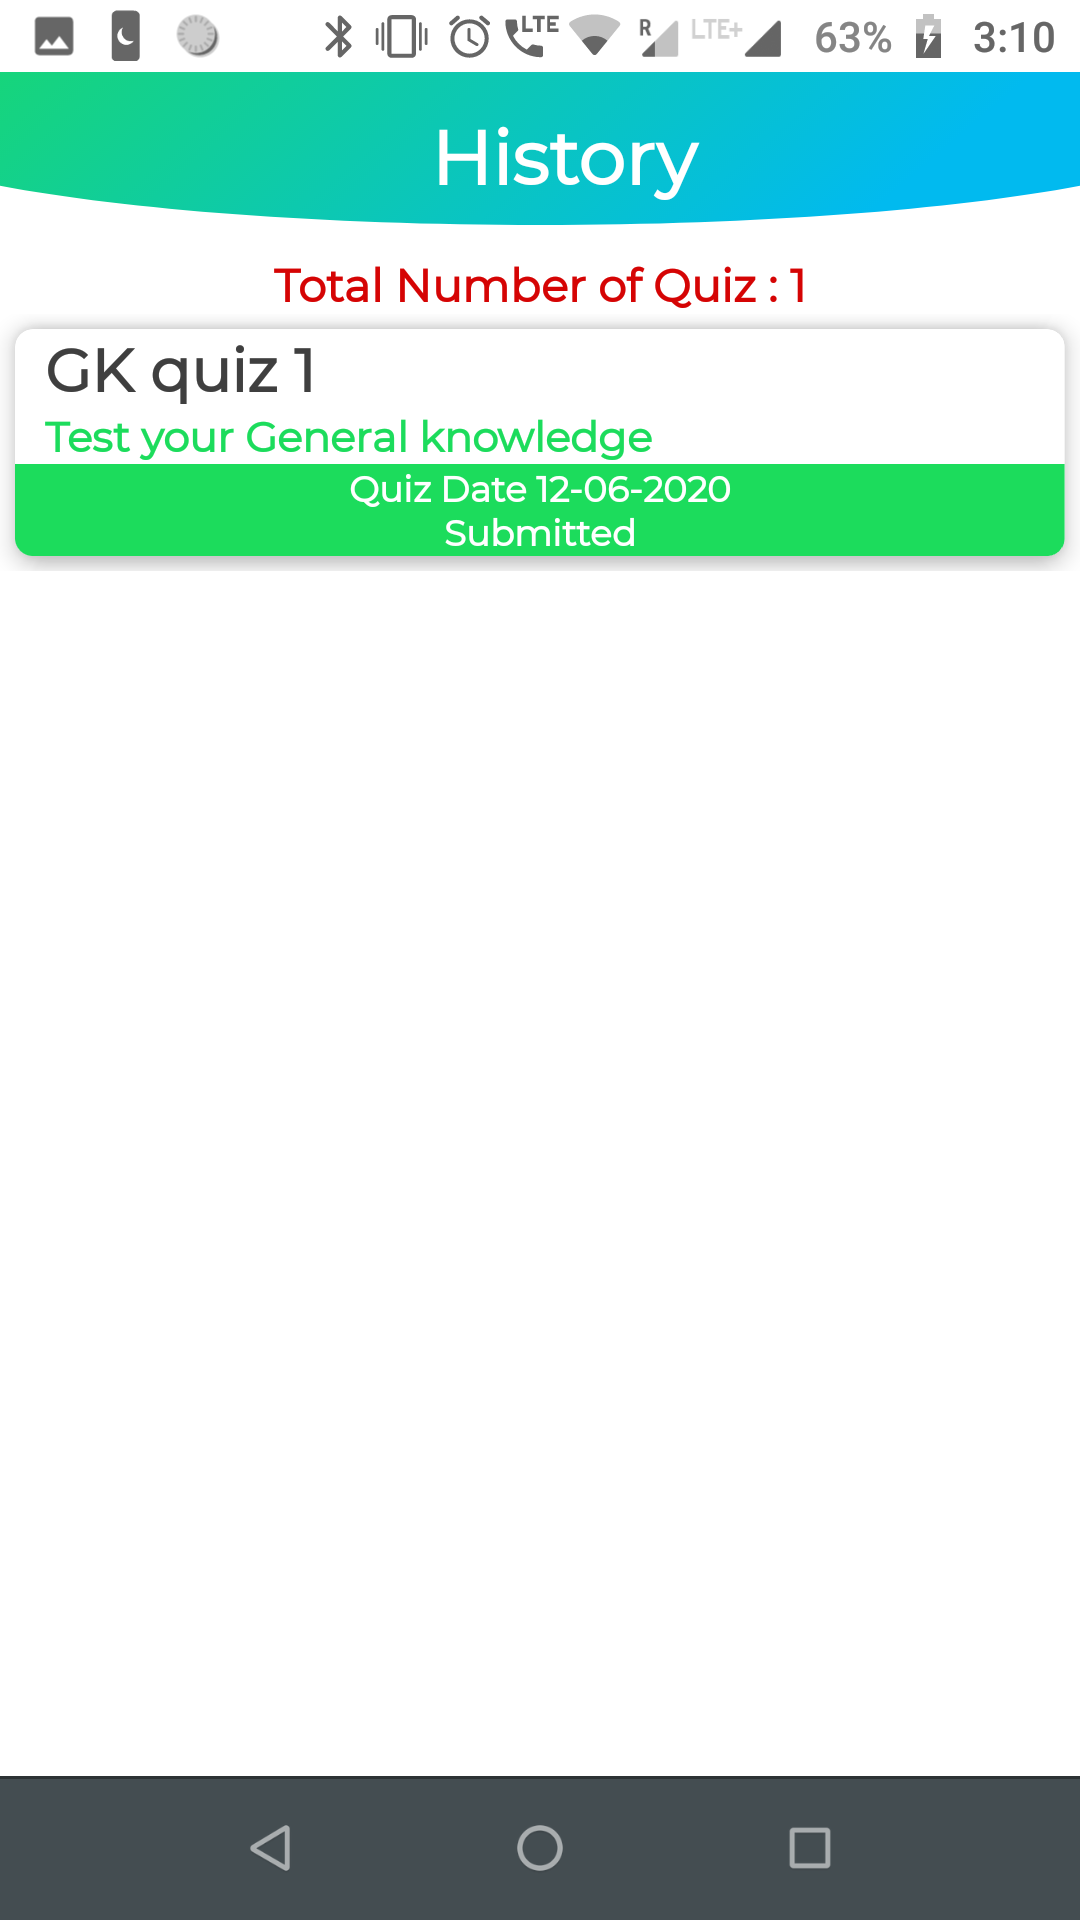 LTE R LTE+ 63% 3:10
History
Total Number of Quiz : 1
GK quiz 1
Test your General knowledge
Quiz Date 12-06-2020
Submitted